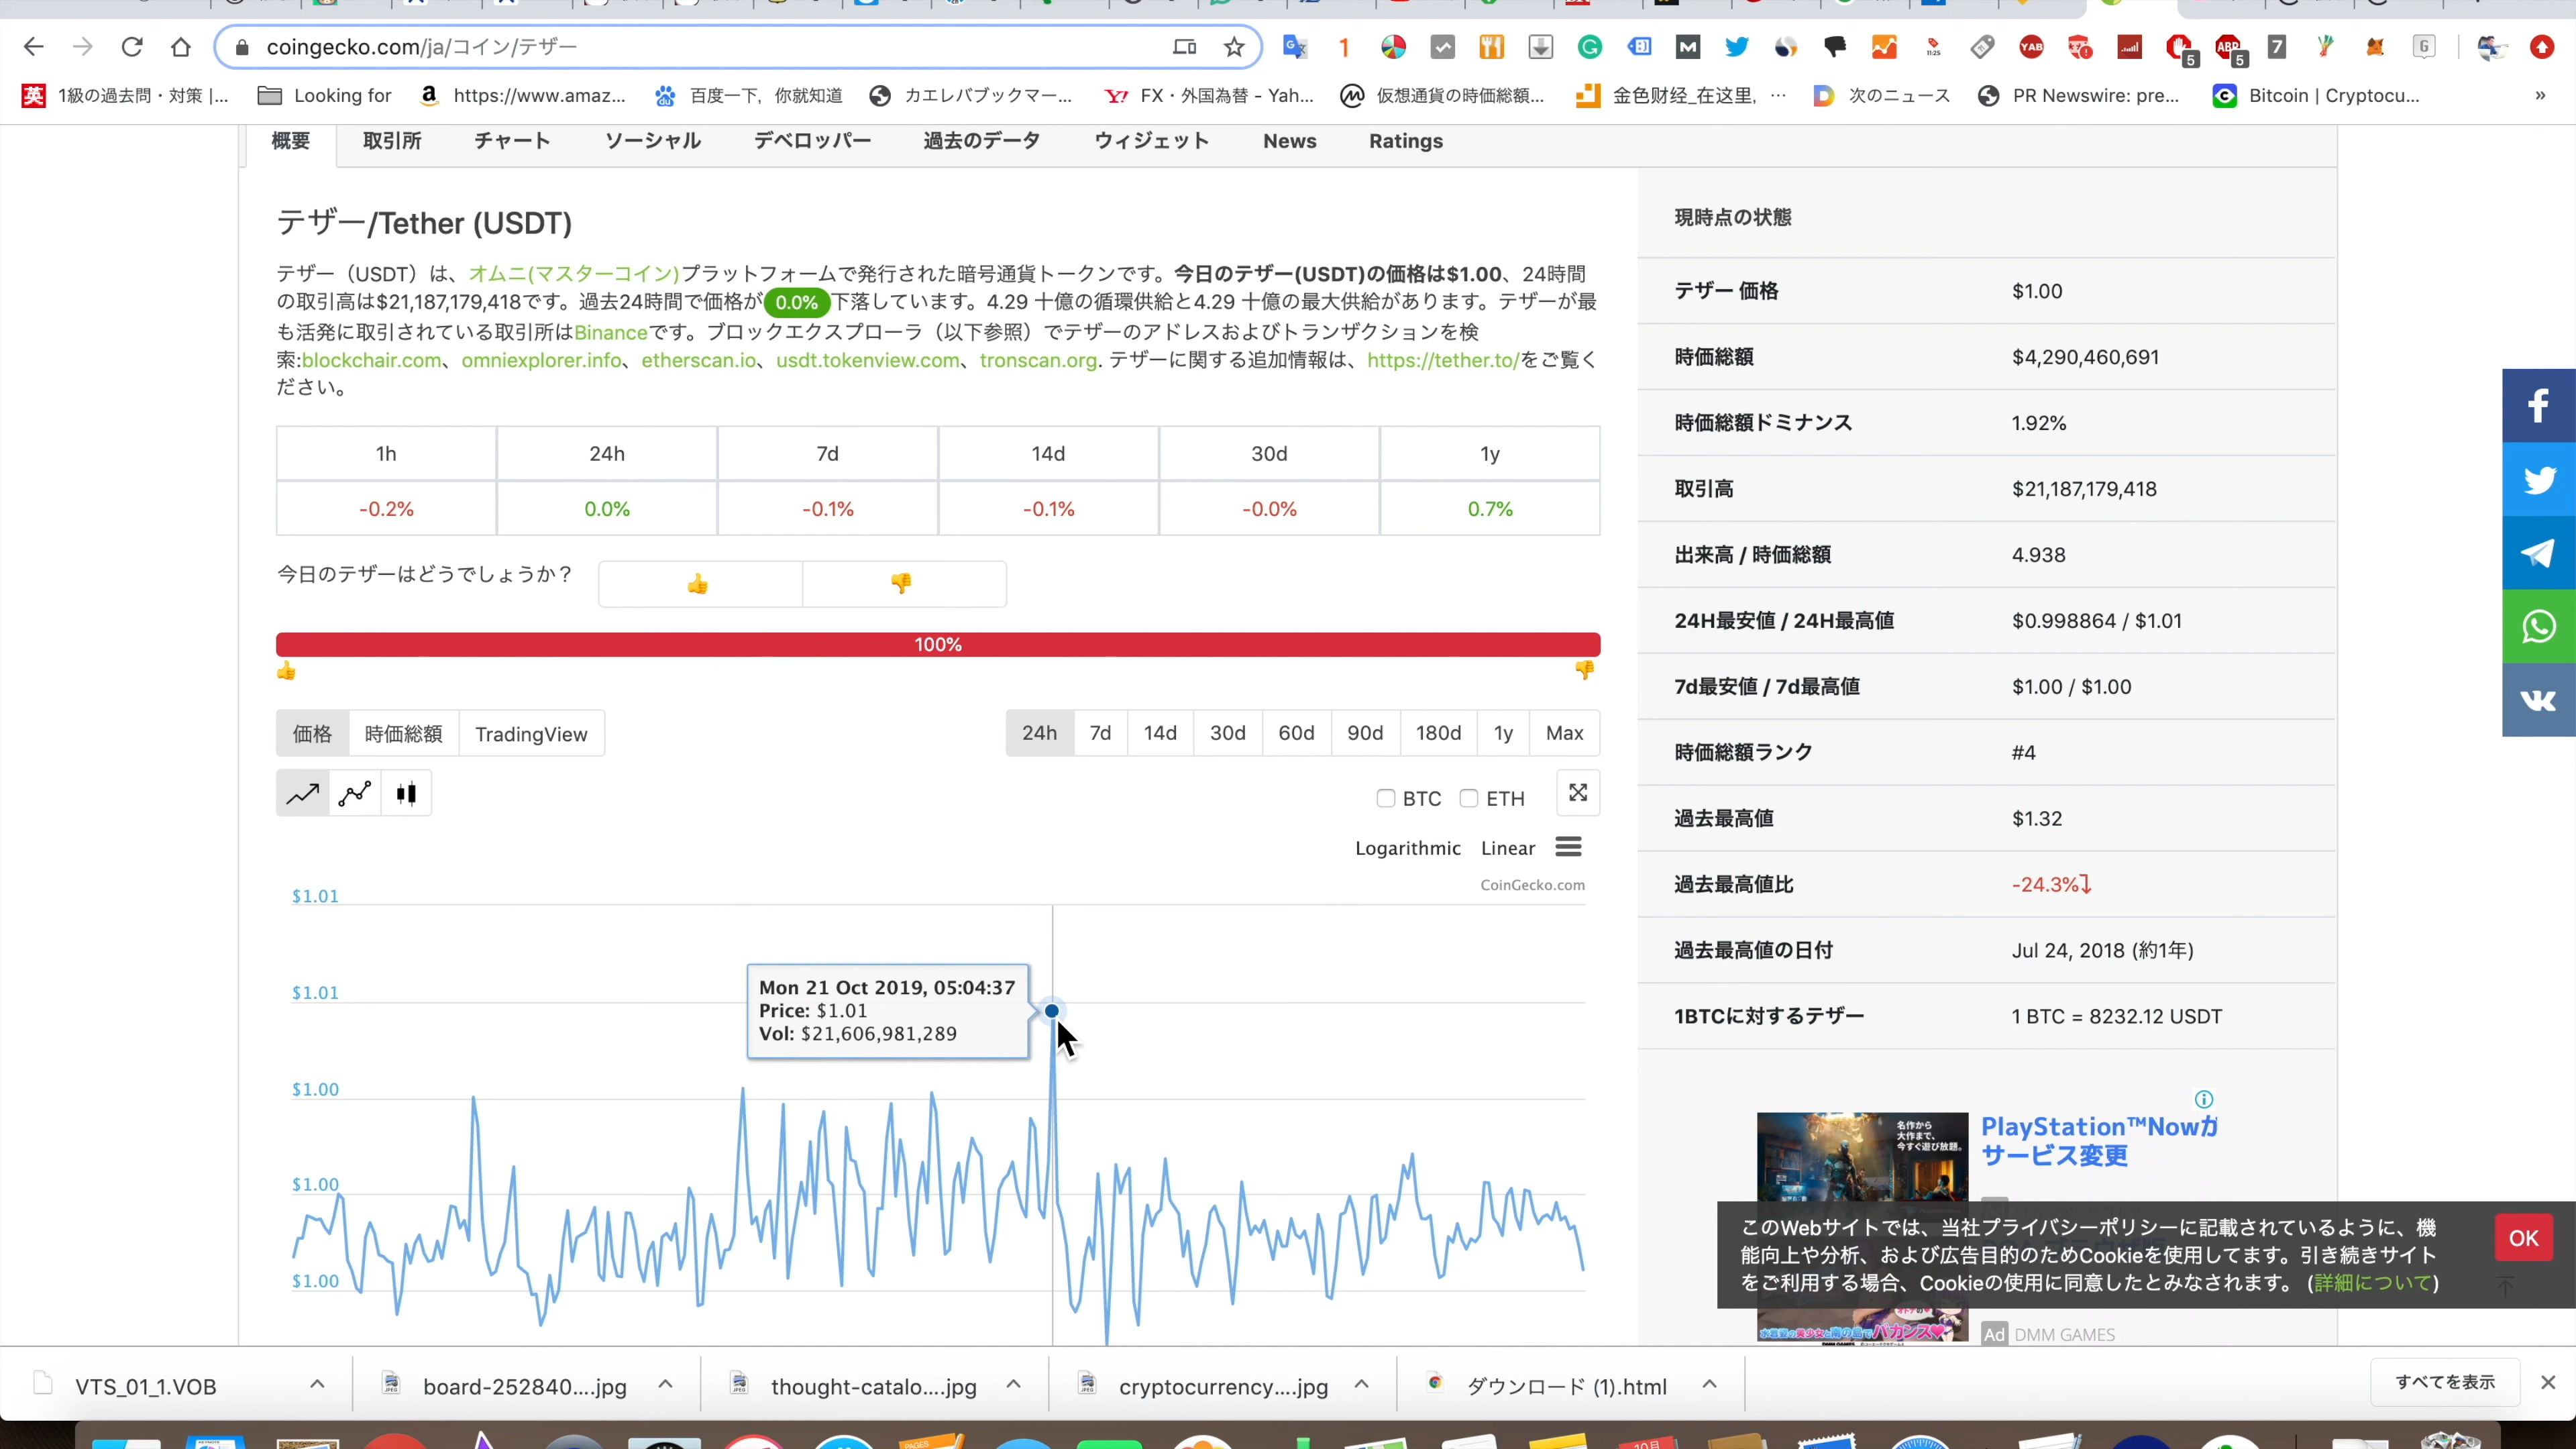 coingecko.com/ja/コイン/テザー
1級の過去問・対策 |...
Looking for
https://www.amaz...
百度一下，你就知道
カエレバブックマー...
FX・外国為替 - Yah...
仮想通貨の時価総額...
金色财经_在这里，...
次のニュース
PR Newswire: pre...
Bitcoin | Cryptocu...
»
概要 取引所 チャート ソーシャル デベロッパー 過去のデータ ウィジェット News Ratings
テザー/Tether (USDT)
テザー（USDT）は、オムニ(マスターコイン)プラットフォームで発行された暗号通貨トークンです。今日のテザー(USDT)の価格は$1.00、24時間
の取引高は$21,187,179,418です。過去24時間で価格が 0.0% 下落しています。4.29 十億の循環供給と4.29 十億の最大供給があります。テザーが最
も活発に取引されている取引所はBinanceです。ブロックエクスプローラ（以下参照）でテザーのアドレスおよびトランザクションを検
索:blockchair.com、omniexplorer.info、etherscan.io、usdt.tokenview.com、tronscan.org. テザーに関する追加情報は、https://tether.to/をご覧く
ださい。
1h 24h 7d 14d 30d 1y
-0.2% 0.0% -0.1% -0.1% -0.0% 0.7%
今日のテザーはどうでしょうか？
100%
価格 時価総額 TradingView
24h 7d 14d 30d 60d 90d 180d 1y Max
BTC ETH
Logarithmic Linear
CoinGecko.com
$1.01
$1.01
$1.00
$1.00
$1.00
Mon 21 Oct 2019, 05:04:37
Price: $1.01
Vol: $21,606,981,289
現時点の状態
テザー 価格 $1.00
時価総額 $4,290,460,691
時価総額ドミナンス 1.92%
取引高 $21,187,179,418
出来高 / 時価総額 4.938
24H最安値 / 24H最高値 $0.998864 / $1.01
7d最安値 / 7d最高値 $1.00 / $1.00
時価総額ランク #4
過去最高値 $1.32
過去最高値比 -24.3%
過去最高値の日付 Jul 24, 2018 (約1年)
1BTCに対するテザー 1 BTC = 8232.12 USDT
名作から
大作まで、
今すぐ遊び放題。
PlayStation™Nowが
サービス変更
このWebサイトでは、当社プライバシーポリシーに記載されているように、機
能向上や分析、および広告目的のためCookieを使用してます。引き続きサイト
をご利用する場合、Cookieの使用に同意したとみなされます。 (詳細について)
OK
Ad DMM GAMES
VTS_01_1.VOB
board-252840....jpg
thought-catalo....jpg
cryptocurrency....jpg
ダウンロード (1).html
すべてを表示